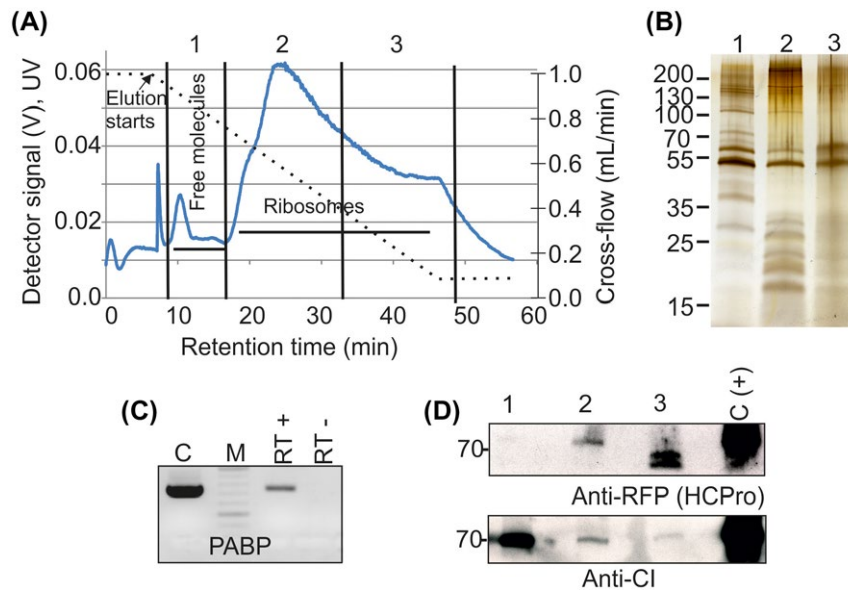 (A)
1 2 3
0.06
0.04
0.02
0.0
Detector signal (V), UV
Elution
starts
Free molecules
Ribosomes
1.0
0.8
0.6
0.4
0.2
0.0
Cross-flow (mL/min)
0 10 20 30 40 50 60
Retention time (min)
(B)
1 2 3
200
130
100
70
55
35
25
15
(C)
C M RT + RT -
PABP
(D)
1 2 3 C (+)
70
Anti-RFP (HCPro)
70
Anti-CI